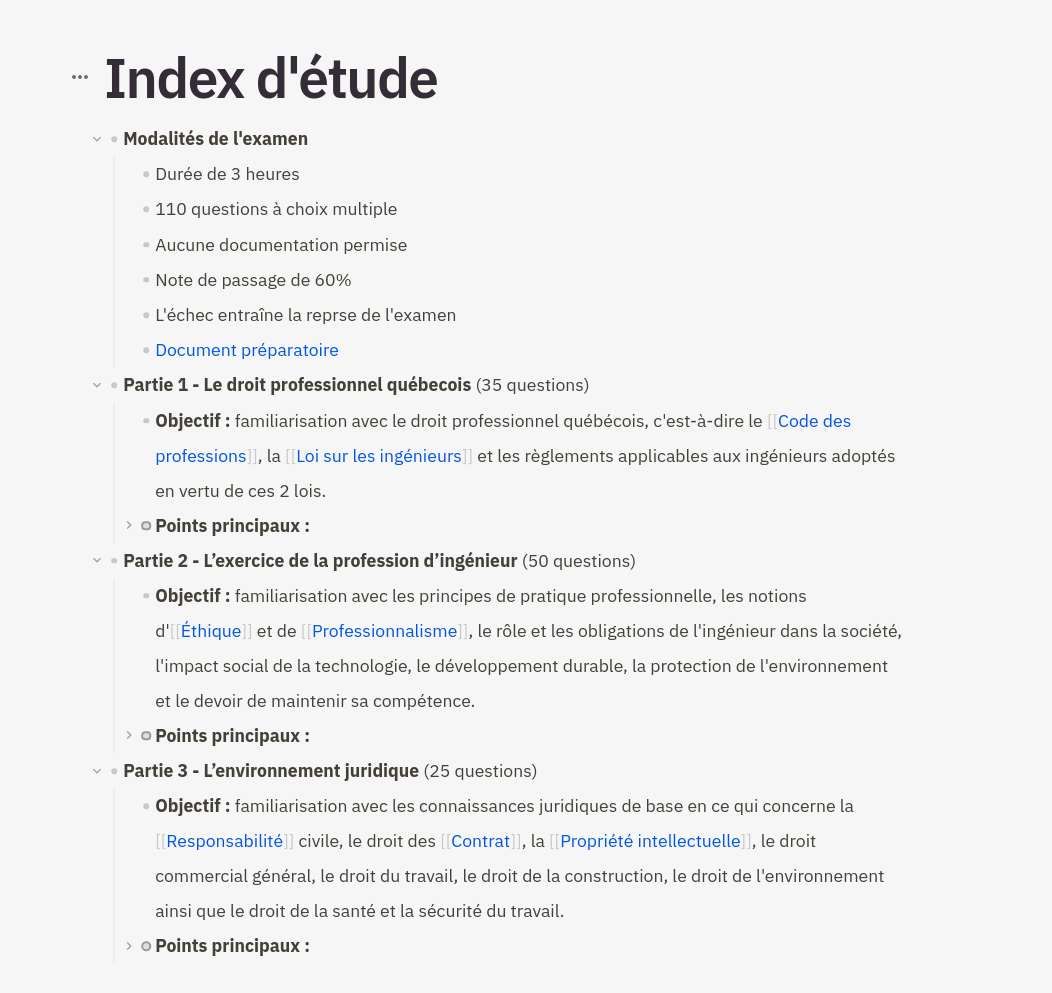 Index d'étude
Modalités de l'examen
Durée de 3 heures
110 questions à choix multiple
Aucune documentation permise
Note de passage de 60%
L'échec entraîne la reprse de l'examen
Document préparatoire
Partie 1 - Le droit professionnel québecois (35 questions)
Objectif : familiarisation avec le droit professionnel québécois, c'est-à-dire le [[Code des
professions]], la [[Loi sur les ingénieurs]] et les règlements applicables aux ingénieurs adoptés
en vertu de ces 2 lois.
Points principaux :
Partie 2 - L’exercice de la profession d’ingénieur (50 questions)
Objectif : familiarisation avec les principes de pratique professionnelle, les notions
d'[[Éthique]] et de [[Professionnalisme]], le rôle et les obligations de l'ingénieur dans la société,
l'impact social de la technologie, le développement durable, la protection de l'environnement
et le devoir de maintenir sa compétence.
Points principaux :
Partie 3 - L’environnement juridique (25 questions)
Objectif : familiarisation avec les connaissances juridiques de base en ce qui concerne la
[[Responsabilité]] civile, le droit des [[Contrat]], la [[Propriété intellectuelle]], le droit
commercial général, le droit du travail, le droit de la construction, le droit de l'environnement
ainsi que le droit de la santé et la sécurité du travail.
Points principaux :